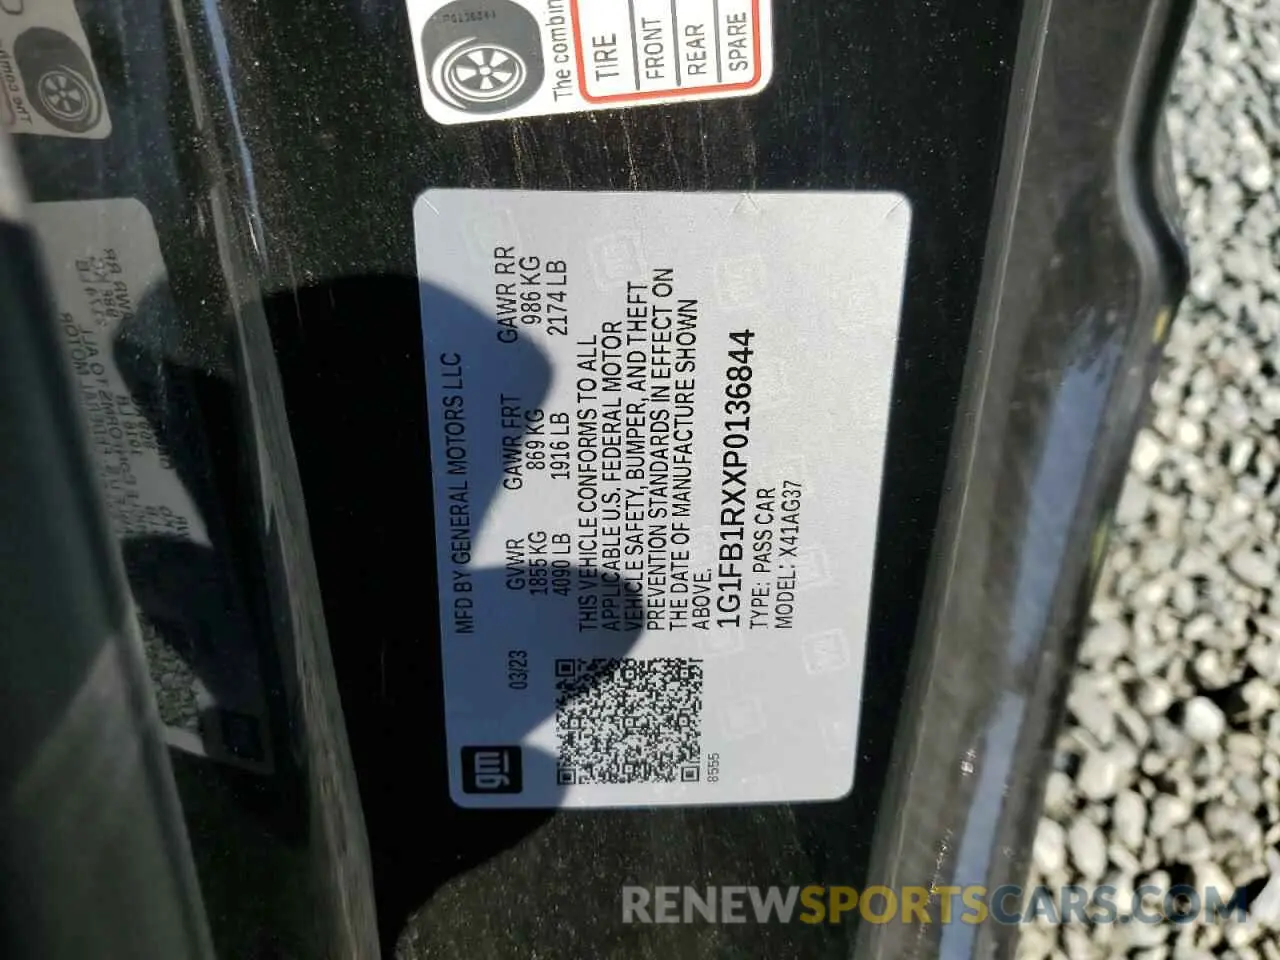 The combin
TIRE
FRONT
REAR
SPARE
MFD BY GENERAL MOTORS LLC
03/23 GVWR GAWR FRT GAWR RR
1855 KG 869 KG 986 KG
4090 LB 1916 LB 2174 LB
THIS VEHICLE CONFORMS TO ALL
APPLICABLE U.S. FEDERAL MOTOR
VEHICLE SAFETY, BUMPER, AND THEFT
PREVENTION STANDARDS IN EFFECT ON
THE DATE OF MANUFACTURE SHOWN
ABOVE.
1G1FB1RXXP0136844
TYPE: PASS CAR
MODEL: X41AG37
gm
8555
RENEWSPORTSCARS.COM